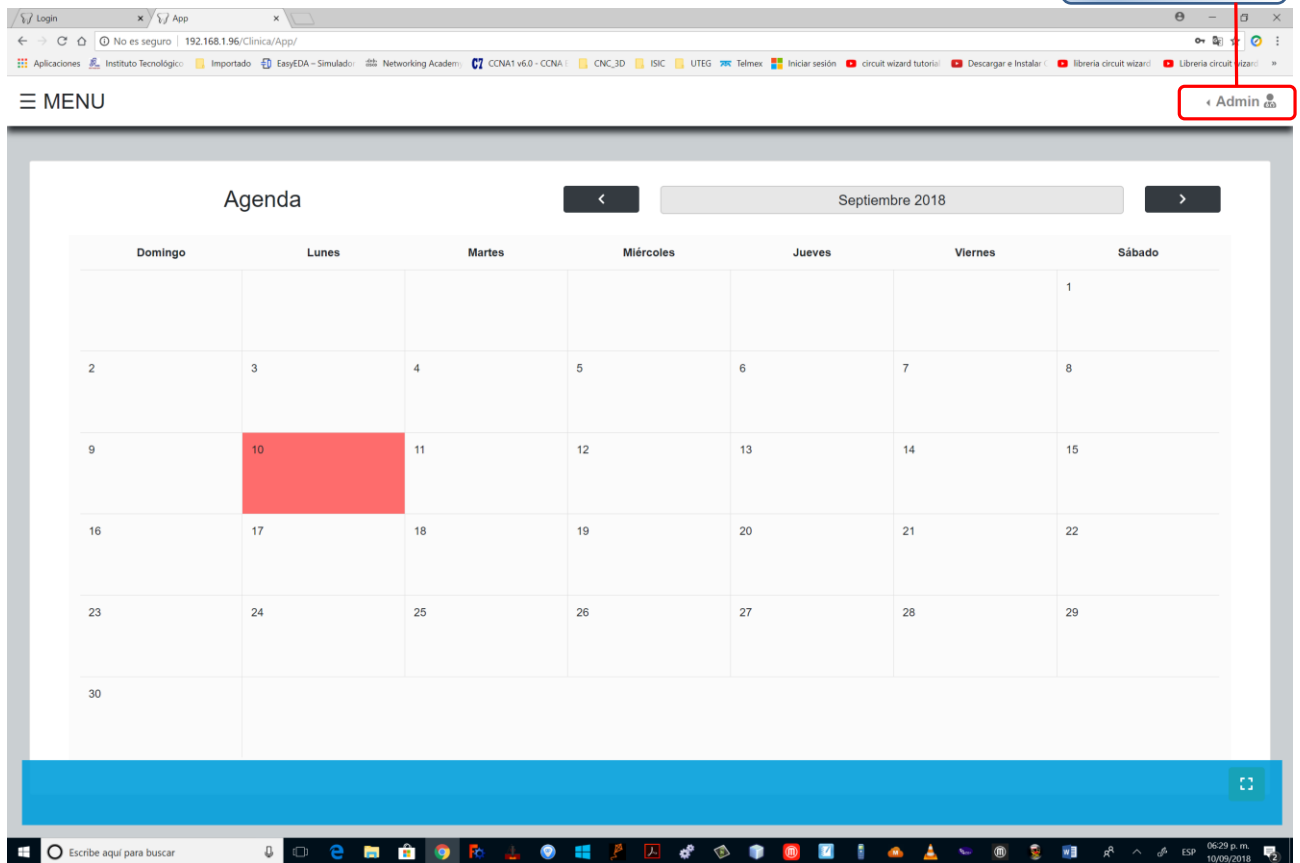 Login
App
No es seguro | 192.168.1.96/Clinica/App/
Aplicaciones Instituto Tecnológico Importado EasyEDA – Simulador Networking Academ CCNA1 v6.0 - CCNA CNC_3D ISIC UTEG Telmex Iniciar sesión circuit wizard tutorial Descargar e Instalar libreria circuit wizard Libreria circuit wizard »
☰ MENU
Admin
Agenda
Septiembre 2018
Domingo Lunes Martes Miércoles Jueves Viernes Sábado
1
2 3 4 5 6 7 8
9 10 11 12 13 14 15
16 17 18 19 20 21 22
23 24 25 26 27 28 29
30
Escribe aquí para buscar
ESP
06:29 p. m.
10/09/2018